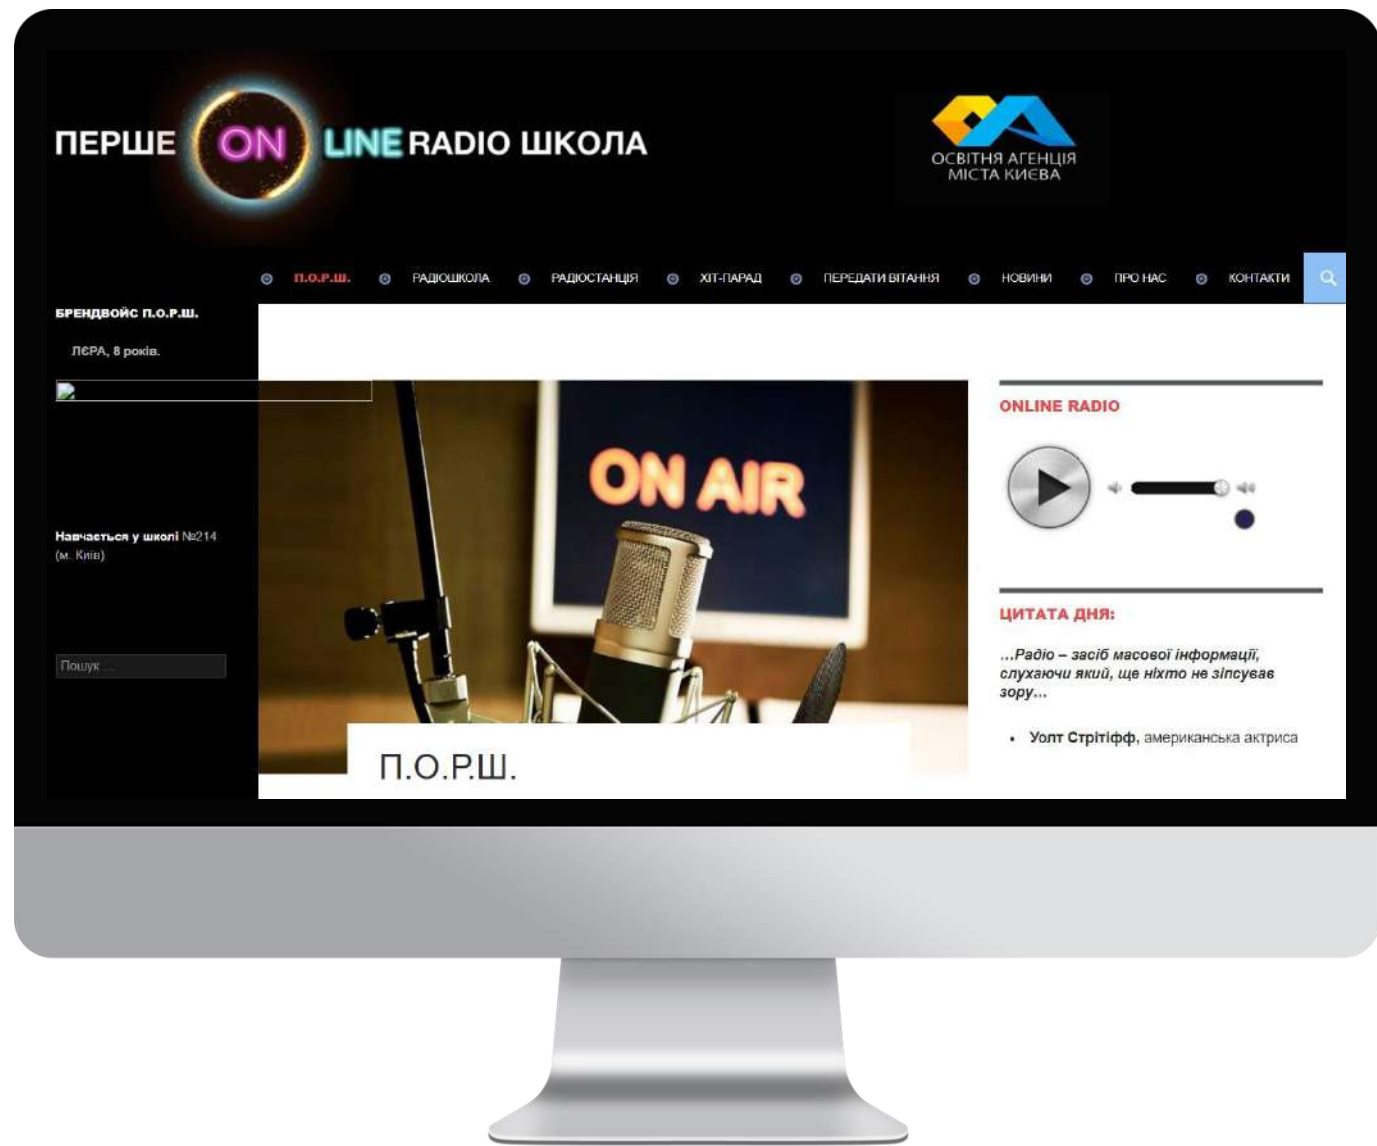 ПЕРШЕ ON LINE RADIO ШКОЛА
ОСВІТНЯ АГЕНЦІЯ
МІСТА КИЄВА
П.О.Р.Ш. РАДІОШКОЛА РАДІОСТАНЦІЯ ХІТ-ПАРАД ПЕРЕДАТИ ВІТАННЯ НОВИНИ ПРО НАС КОНТАКТИ
БРЕНДВОЙС П.О.Р.Ш.
ЛЄРА, 8 років.
Навчається у школі №214
(м. Київ)
Пошук ...
ON AIR
П.О.Р.Ш.
ONLINE RADIO
ЦИТАТА ДНЯ:
...Радіо – засіб масової інформації,
слухаючи який, ще ніхто не зіпсував
зору...
• Уолт Стрітіфф, американська актриса